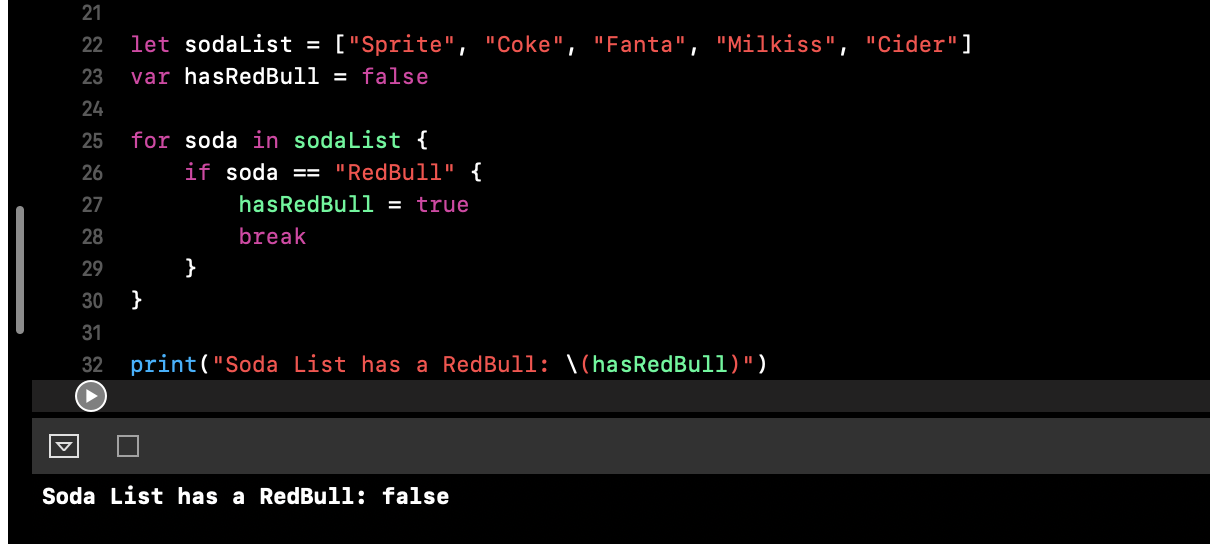 21
22 let sodaList = ["Sprite", "Coke", "Fanta", "Milkiss", "Cider"]
23 var hasRedBull = false
24
25 for soda in sodaList {
26     if soda == "RedBull" {
27         hasRedBull = true
28         break
29     }
30 }
31
32 print("Soda List has a RedBull: \(hasRedBull)")
Soda List has a RedBull: false